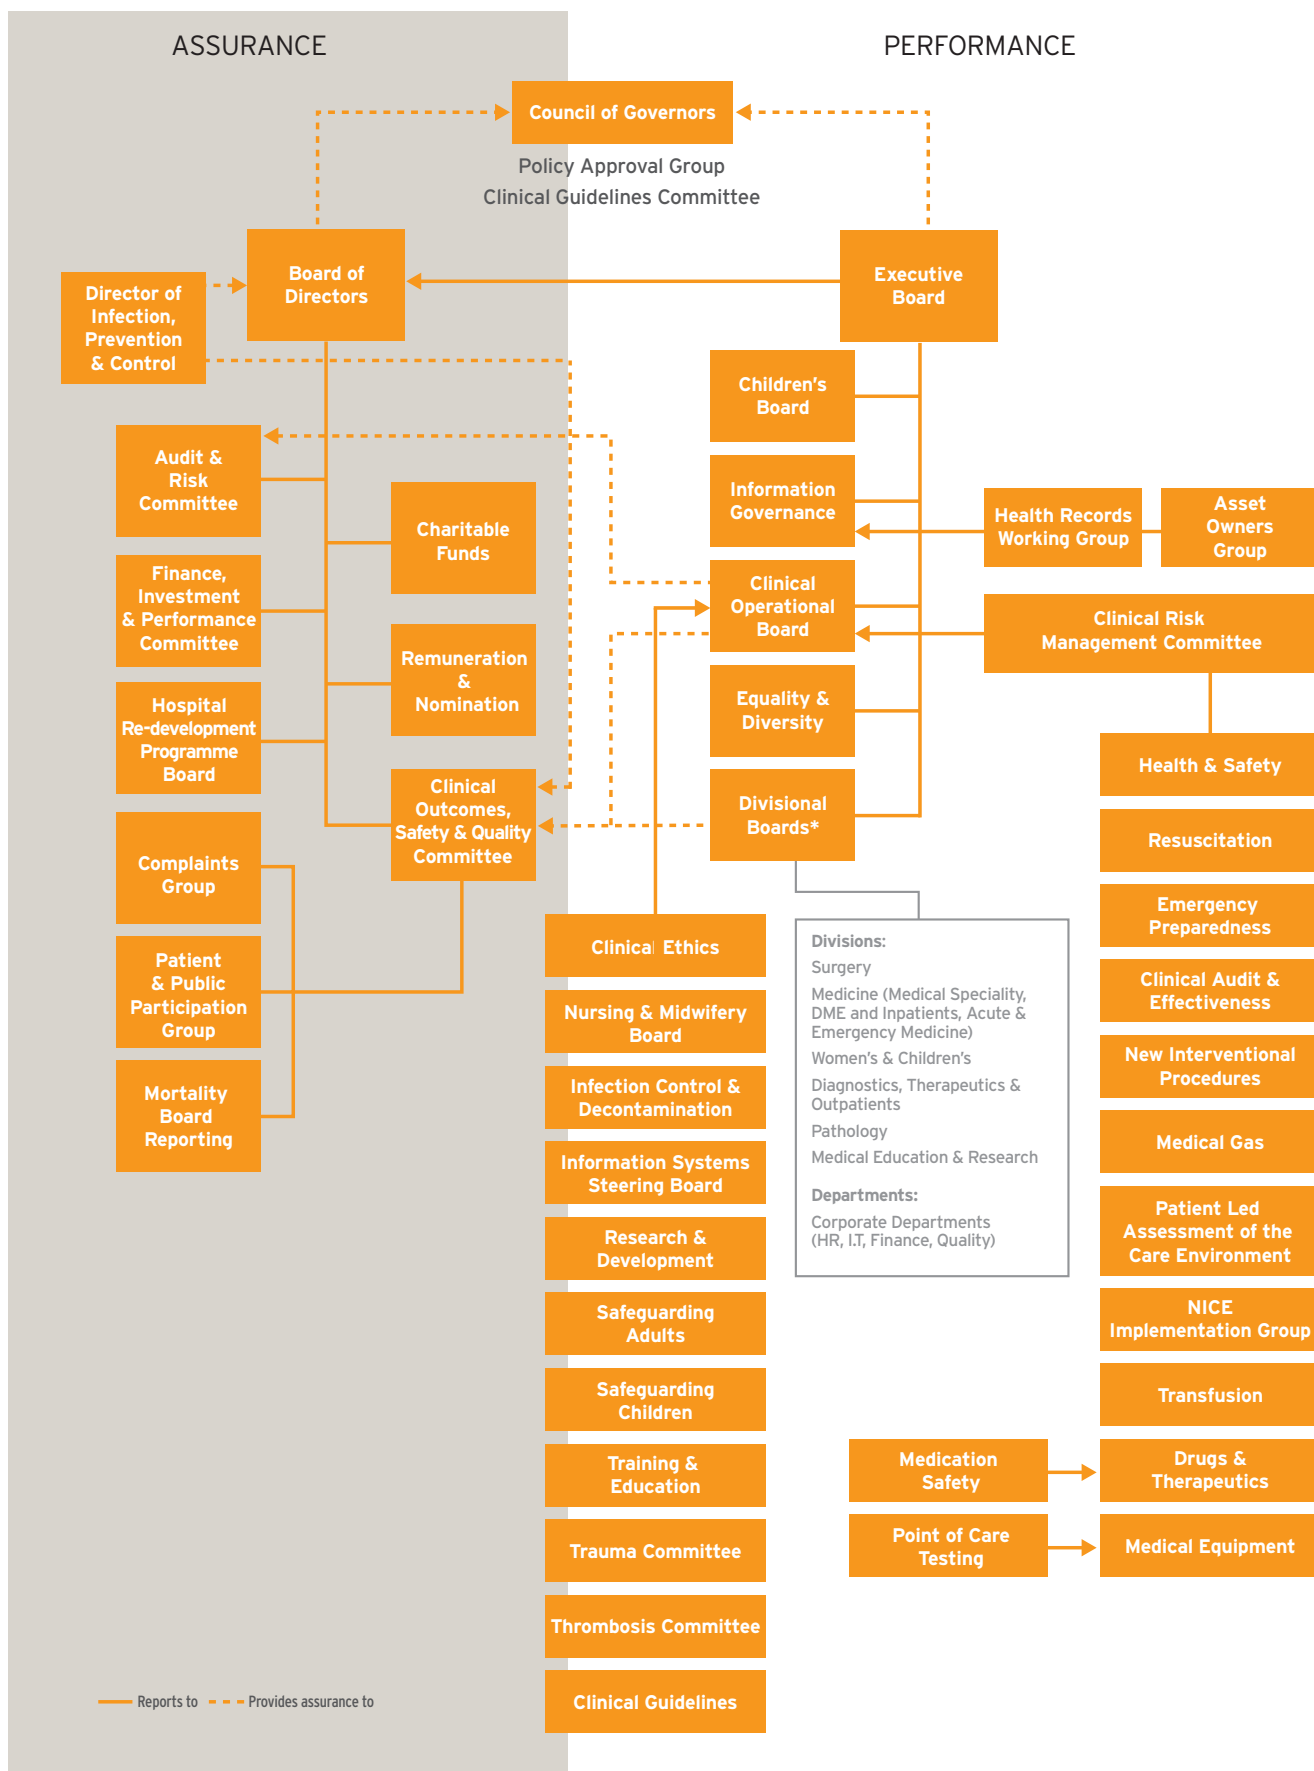 ASSURANCE
PERFORMANCE
Council of Governors
Policy Approval Group
Clinical Guidelines Committee
Board of
Directors
Executive
Board
Director of
Infection,
Prevention
& Control
Children's
Board
Audit &
Risk
Committee
Charitable
Funds
Information
Governance
Health Records
Working Group
Asset
Owners
Group
Finance,
Investment
& Performance
Committee
Clinical
Operational
Board
Clinical Risk
Management Committee
Remuneration
&
Nomination
Hospital
Re-development
Programme
Board
Equality &
Diversity
Health & Safety
Clinical
Outcomes,
Safety & Quality
Committee
Divisional
Boards*
Complaints
Group
Resuscitation
Patient
& Public
Participation
Group
Emergency
Preparedness
Mortality
Board
Reporting
Clinical Audit &
Effectiveness
New Interventional
Procedures
Medical Gas
Patient Led
Assessment of the
Care Environment
NICE
Implementation Group
Transfusion
Clinical Ethics
Nursing & Midwifery
Board
Infection Control &
Decontamination
Information Systems
Steering Board
Research &
Development
Safeguarding
Adults
Safeguarding
Children
Training &
Education
Trauma Committee
Thrombosis Committee
Clinical Guidelines
Divisions:
Surgery
Medicine (Medical Speciality,
DME and Inpatients, Acute &
Emergency Medicine)
Women's & Children's
Diagnostics, Therapeutics &
Outpatients
Pathology
Medical Education & Research
Departments:
Corporate Departments
(HR, I.T, Finance, Quality)
Medication
Safety
Drugs &
Therapeutics
Point of Care
Testing
Medical Equipment
Reports to
Provides assurance to